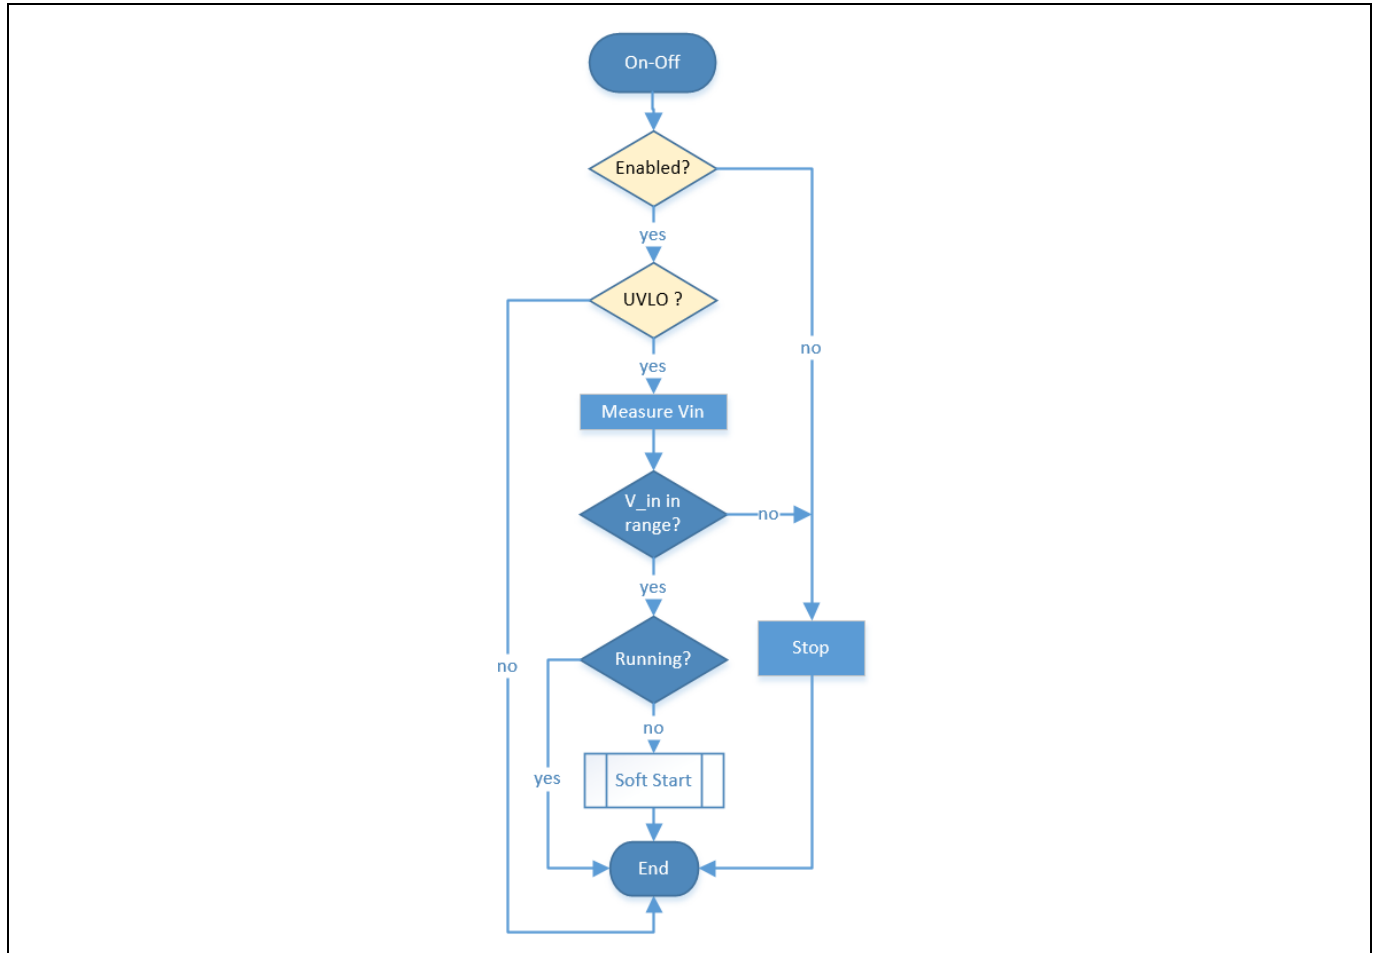 On-Off
Enabled?
yes
UVLO ?
no
yes
Measure Vin
V_in in
range?
no
yes
Running?
Stop
no
no
yes
Soft Start
End